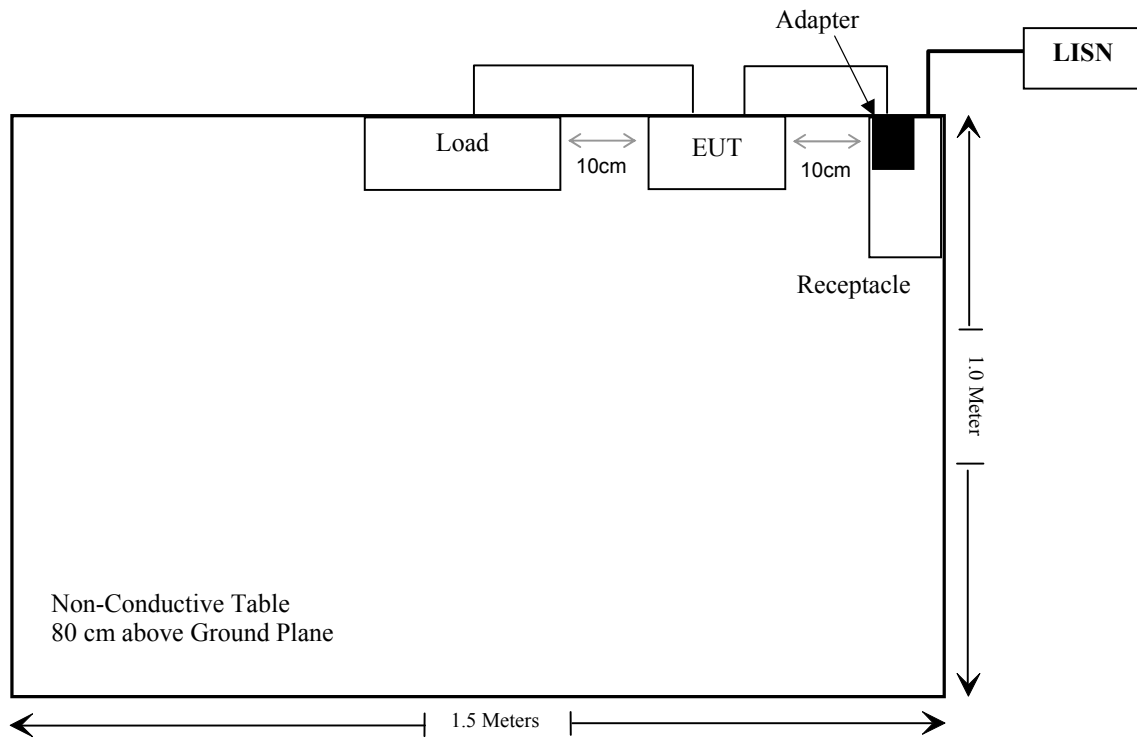 Adapter
LISN
Load
EUT
10cm
10cm
Receptacle
1.0 Meter
Non-Conductive Table
80 cm above Ground Plane
1.5 Meters